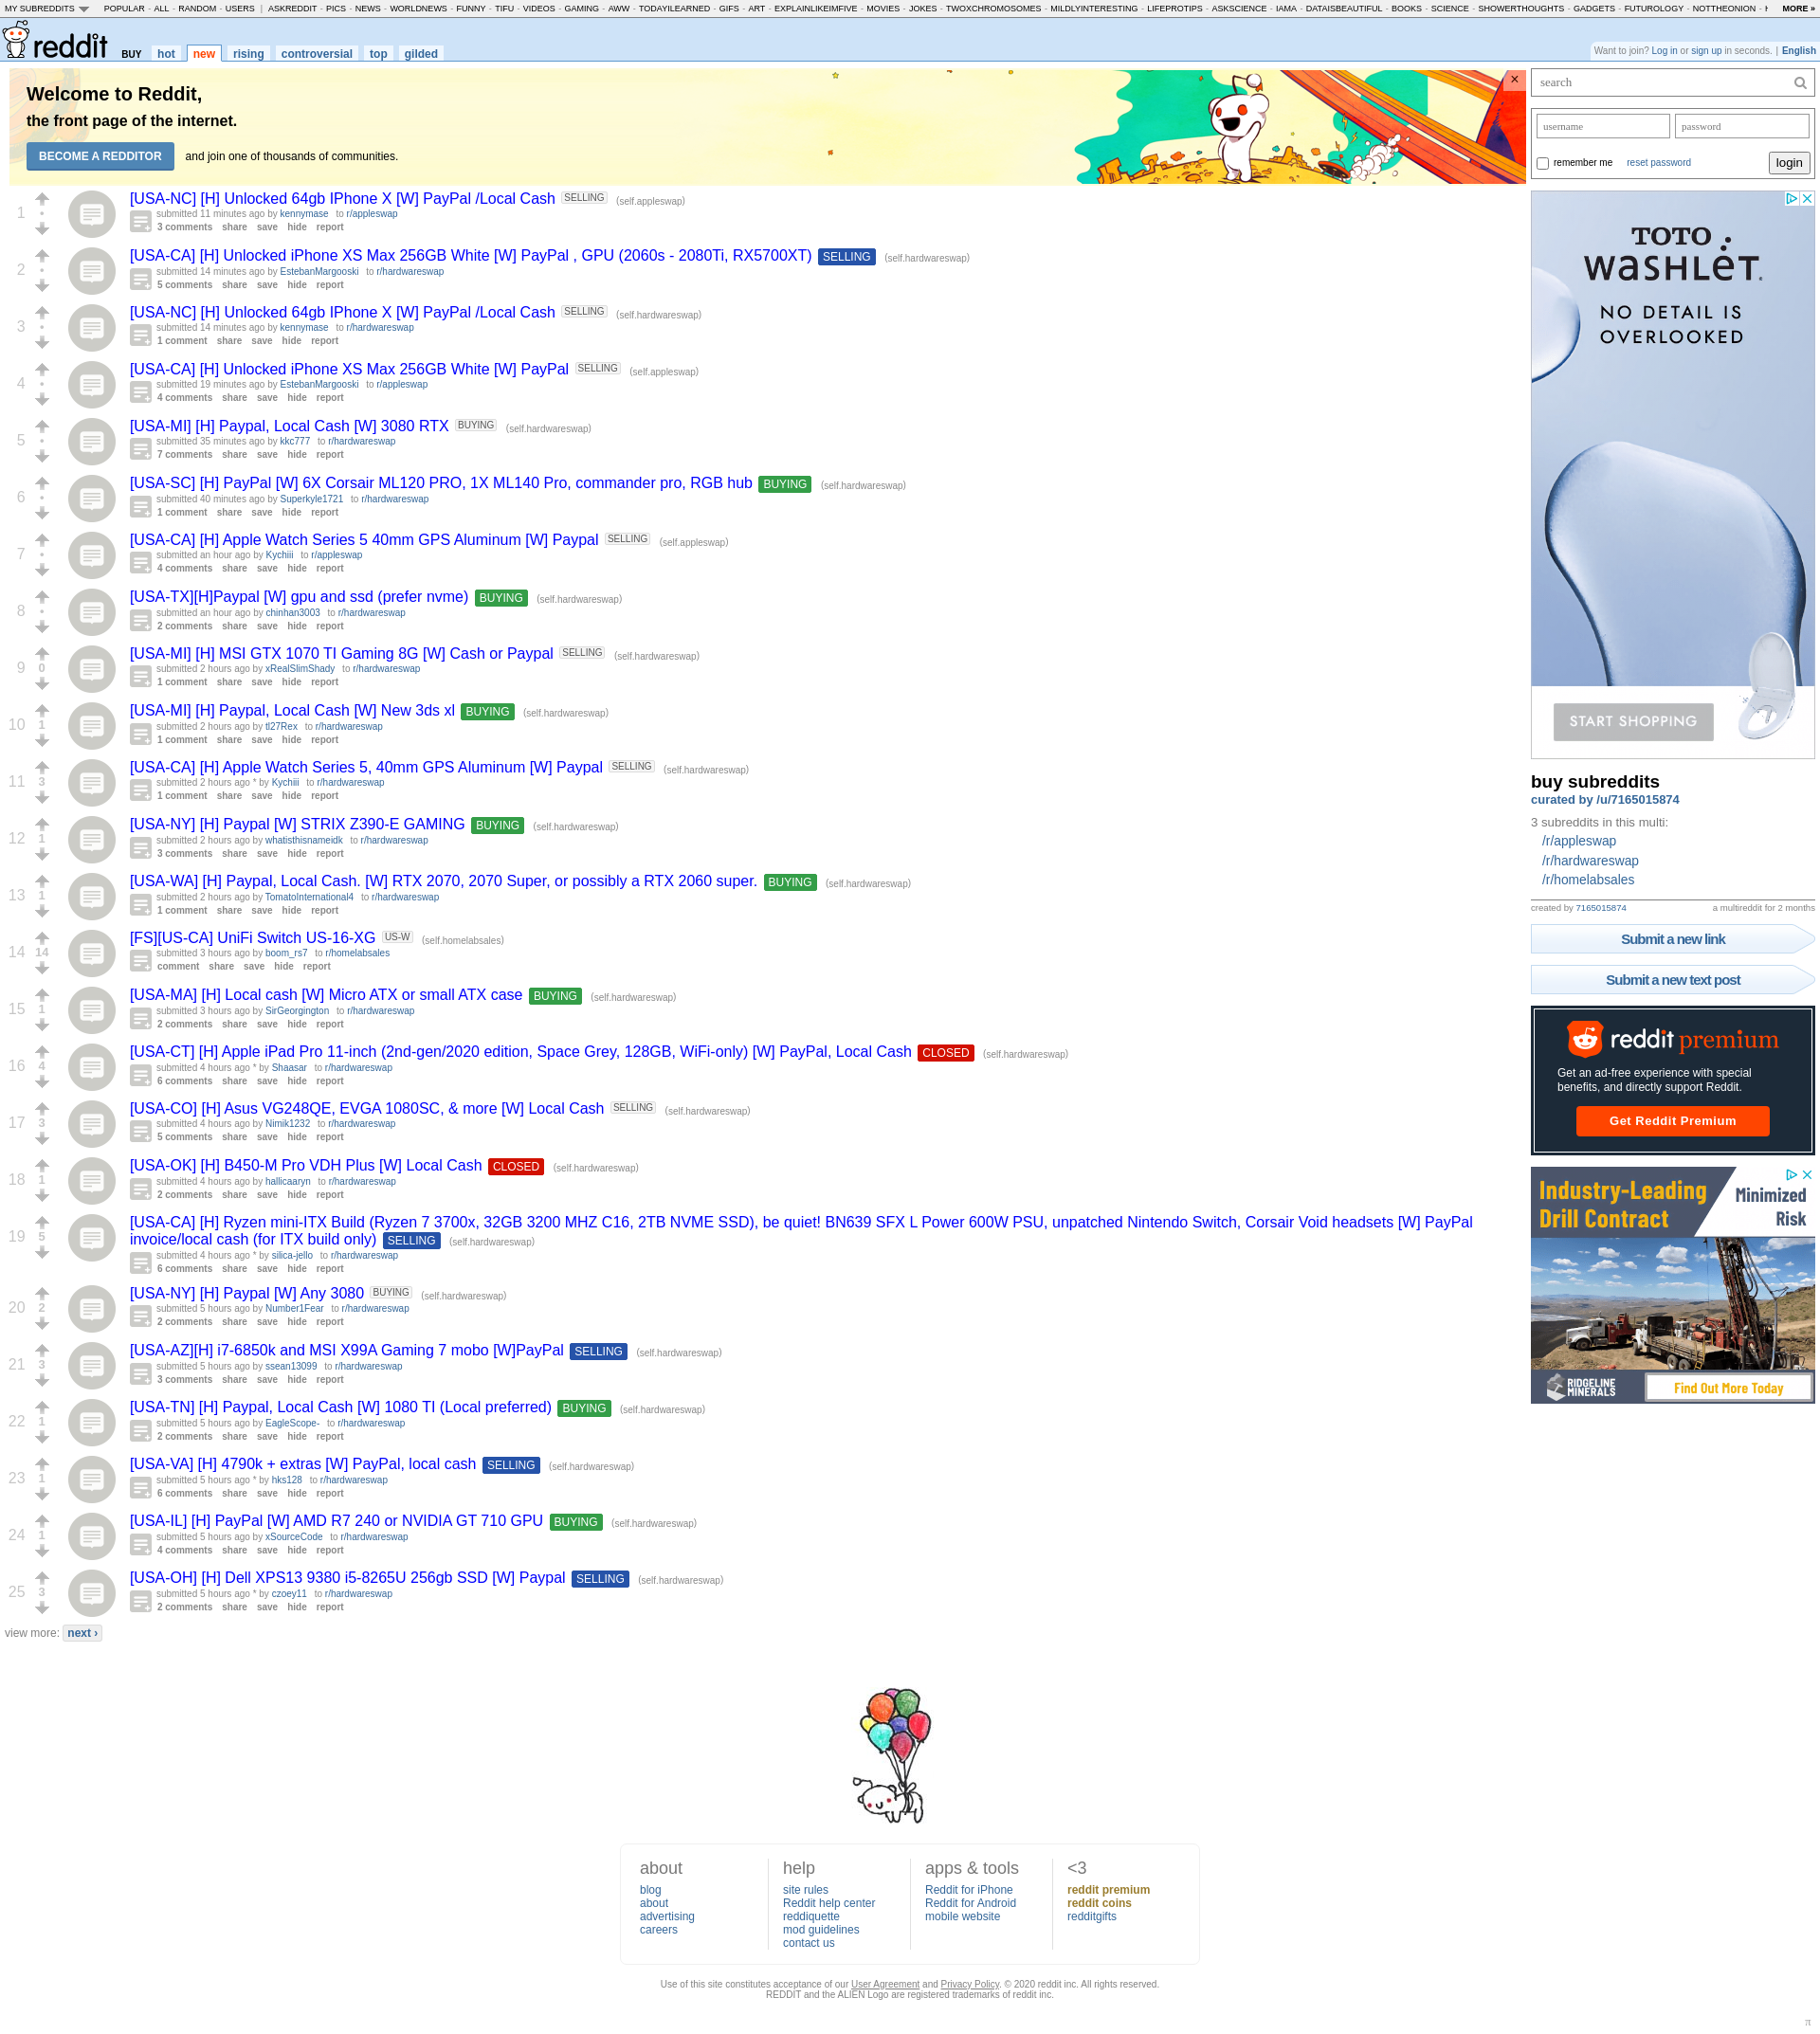 MY SUBREDDITS POPULAR - ALL - RANDOM - USERS | ASKREDDIT - PICS - NEWS - WORLDNEWS - FUNNY - TIFU - VIDEOS - GAMING - AWW - TODAYILEARNED - GIFS - ART - EXPLAINLIKEIMFIVE - MOVIES - JOKES - TWOXCHROMOSOMES - MILDLYINTERESTING - LIFEPROTIPS - ASKSCIENCE - IAMA - DATAISBEAUTIFUL - BOOKS - SCIENCE - SHOWERTHOUGHTS - GADGETS - FUTUROLOGY - NOTTHEONION - MORE »
reddit BUY hot new rising controversial top gilded
Want to join? Log in or sign up in seconds. | English
Welcome to Reddit,
the front page of the internet.
BECOME A REDDITOR and join one of thousands of communities.
×
1
[USA-NC] [H] Unlocked 64gb IPhone X [W] PayPal /Local Cash SELLING (self.appleswap)
submitted 11 minutes ago by kennymase to r/appleswap
3 comments share save hide report
2
[USA-CA] [H] Unlocked iPhone XS Max 256GB White [W] PayPal , GPU (2060s - 2080Ti, RX5700XT) SELLING (self.hardwareswap)
submitted 14 minutes ago by EstebanMargooski to r/hardwareswap
5 comments share save hide report
3
[USA-NC] [H] Unlocked 64gb IPhone X [W] PayPal /Local Cash SELLING (self.hardwareswap)
submitted 14 minutes ago by kennymase to r/hardwareswap
1 comment share save hide report
4
[USA-CA] [H] Unlocked iPhone XS Max 256GB White [W] PayPal SELLING (self.appleswap)
submitted 19 minutes ago by EstebanMargooski to r/appleswap
4 comments share save hide report
5
[USA-MI] [H] Paypal, Local Cash [W] 3080 RTX BUYING (self.hardwareswap)
submitted 35 minutes ago by kkc777 to r/hardwareswap
7 comments share save hide report
6
[USA-SC] [H] PayPal [W] 6X Corsair ML120 PRO, 1X ML140 Pro, commander pro, RGB hub BUYING (self.hardwareswap)
submitted 40 minutes ago by Superkyle1721 to r/hardwareswap
1 comment share save hide report
7
[USA-CA] [H] Apple Watch Series 5 40mm GPS Aluminum [W] Paypal SELLING (self.appleswap)
submitted an hour ago by Kychiii to r/appleswap
4 comments share save hide report
8
[USA-TX][H]Paypal [W] gpu and ssd (prefer nvme) BUYING (self.hardwareswap)
submitted an hour ago by chinhan3003 to r/hardwareswap
2 comments share save hide report
9 0
[USA-MI] [H] MSI GTX 1070 TI Gaming 8G [W] Cash or Paypal SELLING (self.hardwareswap)
submitted 2 hours ago by xRealSlimShady to r/hardwareswap
1 comment share save hide report
10 1
[USA-MI] [H] Paypal, Local Cash [W] New 3ds xl BUYING (self.hardwareswap)
submitted 2 hours ago by tl27Rex to r/hardwareswap
1 comment share save hide report
11 3
[USA-CA] [H] Apple Watch Series 5, 40mm GPS Aluminum [W] Paypal SELLING (self.hardwareswap)
submitted 2 hours ago * by Kychiii to r/hardwareswap
1 comment share save hide report
12 1
[USA-NY] [H] Paypal [W] STRIX Z390-E GAMING BUYING (self.hardwareswap)
submitted 2 hours ago by whatisthisnameidk to r/hardwareswap
3 comments share save hide report
13 1
[USA-WA] [H] Paypal, Local Cash. [W] RTX 2070, 2070 Super, or possibly a RTX 2060 super. BUYING (self.hardwareswap)
submitted 2 hours ago by TomatoInternational4 to r/hardwareswap
1 comment share save hide report
14 14
[FS][US-CA] UniFi Switch US-16-XG US-W (self.homelabsales)
submitted 3 hours ago by boom_rs7 to r/homelabsales
comment share save hide report
15 1
[USA-MA] [H] Local cash [W] Micro ATX or small ATX case BUYING (self.hardwareswap)
submitted 3 hours ago by SirGeorgington to r/hardwareswap
2 comments share save hide report
16 4
[USA-CT] [H] Apple iPad Pro 11-inch (2nd-gen/2020 edition, Space Grey, 128GB, WiFi-only) [W] PayPal, Local Cash CLOSED (self.hardwareswap)
submitted 4 hours ago * by Shaasar to r/hardwareswap
6 comments share save hide report
17 3
[USA-CO] [H] Asus VG248QE, EVGA 1080SC, & more [W] Local Cash SELLING (self.hardwareswap)
submitted 4 hours ago by Nimik1232 to r/hardwareswap
5 comments share save hide report
18 1
[USA-OK] [H] B450-M Pro VDH Plus [W] Local Cash CLOSED (self.hardwareswap)
submitted 4 hours ago by hallicaaryn to r/hardwareswap
2 comments share save hide report
19 5
[USA-CA] [H] Ryzen mini-ITX Build (Ryzen 7 3700x, 32GB 3200 MHZ C16, 2TB NVME SSD), be quiet! BN639 SFX L Power 600W PSU, unpatched Nintendo Switch, Corsair Void headsets [W] PayPal
invoice/local cash (for ITX build only) SELLING (self.hardwareswap)
submitted 4 hours ago * by silica-jello to r/hardwareswap
6 comments share save hide report
20 2
[USA-NY] [H] Paypal [W] Any 3080 BUYING (self.hardwareswap)
submitted 5 hours ago by Number1Fear to r/hardwareswap
2 comments share save hide report
21 3
[USA-AZ][H] i7-6850k and MSI X99A Gaming 7 mobo [W]PayPal SELLING (self.hardwareswap)
submitted 5 hours ago by ssean13099 to r/hardwareswap
3 comments share save hide report
22 1
[USA-TN] [H] Paypal, Local Cash [W] 1080 TI (Local preferred) BUYING (self.hardwareswap)
submitted 5 hours ago by EagleScope- to r/hardwareswap
2 comments share save hide report
23 1
[USA-VA] [H] 4790k + extras [W] PayPal, local cash SELLING (self.hardwareswap)
submitted 5 hours ago * by hks128 to r/hardwareswap
6 comments share save hide report
24 1
[USA-IL] [H] PayPal [W] AMD R7 240 or NVIDIA GT 710 GPU BUYING (self.hardwareswap)
submitted 5 hours ago by xSourceCode to r/hardwareswap
4 comments share save hide report
25 3
[USA-OH] [H] Dell XPS13 9380 i5-8265U 256gb SSD [W] Paypal SELLING (self.hardwareswap)
submitted 5 hours ago * by czoey11 to r/hardwareswap
2 comments share save hide report
view more: next ›
search
username password
remember me reset password login
TOTO
WASHLET
NO DETAIL IS
OVERLOOKED
START SHOPPING
buy subreddits
curated by /u/7165015874
3 subreddits in this multi:
/r/appleswap
/r/hardwareswap
/r/homelabsales
created by 7165015874 a multireddit for 2 months
Submit a new link
Submit a new text post
reddit premium
Get an ad-free experience with special
benefits, and directly support Reddit.
Get Reddit Premium
Industry-Leading
Drill Contract
Minimized
Risk
RIDGELINE
MINERALS
Find Out More Today
about help apps & tools <3
blog site rules Reddit for iPhone reddit premium
about Reddit help center Reddit for Android reddit coins
advertising reddiquette mobile website redditgifts
careers mod guidelines
contact us
Use of this site constitutes acceptance of our User Agreement and Privacy Policy. © 2020 reddit inc. All rights reserved.
REDDIT and the ALIEN Logo are registered trademarks of reddit inc.
π